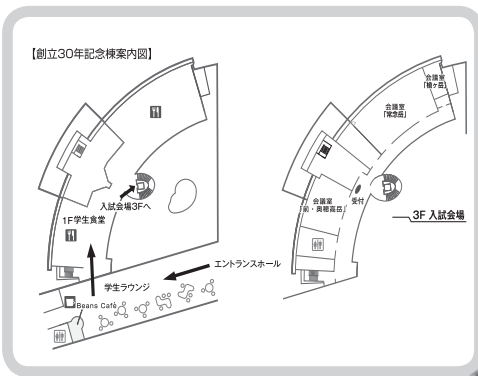 【創立30年記念棟案内図】
入試会場3Fへ
1F学生食堂
エントランスホール
学生ラウンジ
Beans Café
会議室
「槍ヶ岳」
会議室
「常念岳」
会議室
「前・奥穂高岳」
受付
3F 入試会場